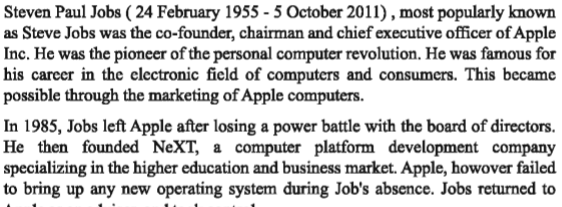 Steven Paul Jobs ( 24 February 1955 - 5 October 2011) , most popularly known
as Steve Jobs was the co-founder, chairman and chief executive officer of Apple
Inc. He was the pioneer of the personal computer revolution. He was famous for
his career in the electronic field of computers and consumers. This became
possible through the marketing of Apple computers.
In 1985, Jobs left Apple after losing a power battle with the board of directors.
He then founded NeXT, a computer platform development company
specializing in the higher education and business market. Apple, however failed
to bring up any new operating system during Job's absence. Jobs returned to